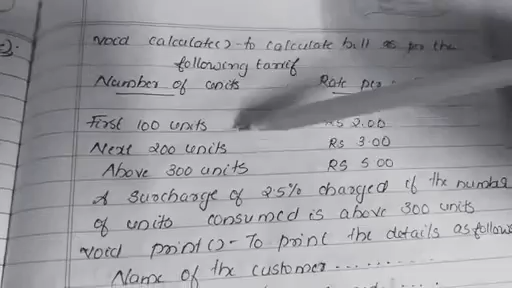 void calculate() - to calculate bill as per the
following tarrif
Number of units Rate per
First 100 units Rs 2.00
Next 200 units Rs 3.00
Above 300 units Rs 5.00
A surcharge of 2.5% charged if the number
of units consumed is above 300 units
void print() - To print the details as follows
Name of the customer ..........